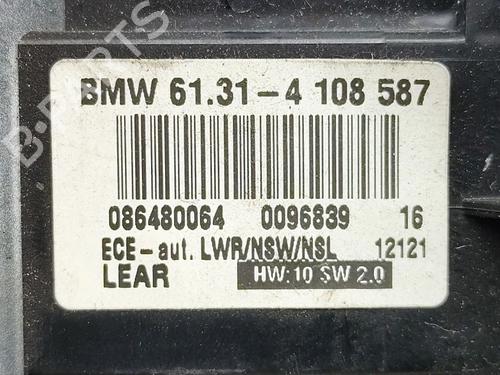 B-PARTS
BMW 61.31-4 108 587
086480064 0096839 16
ECE-aut. LWR/NSW/NSL 12121
LEAR HW: 10 SW 2.0